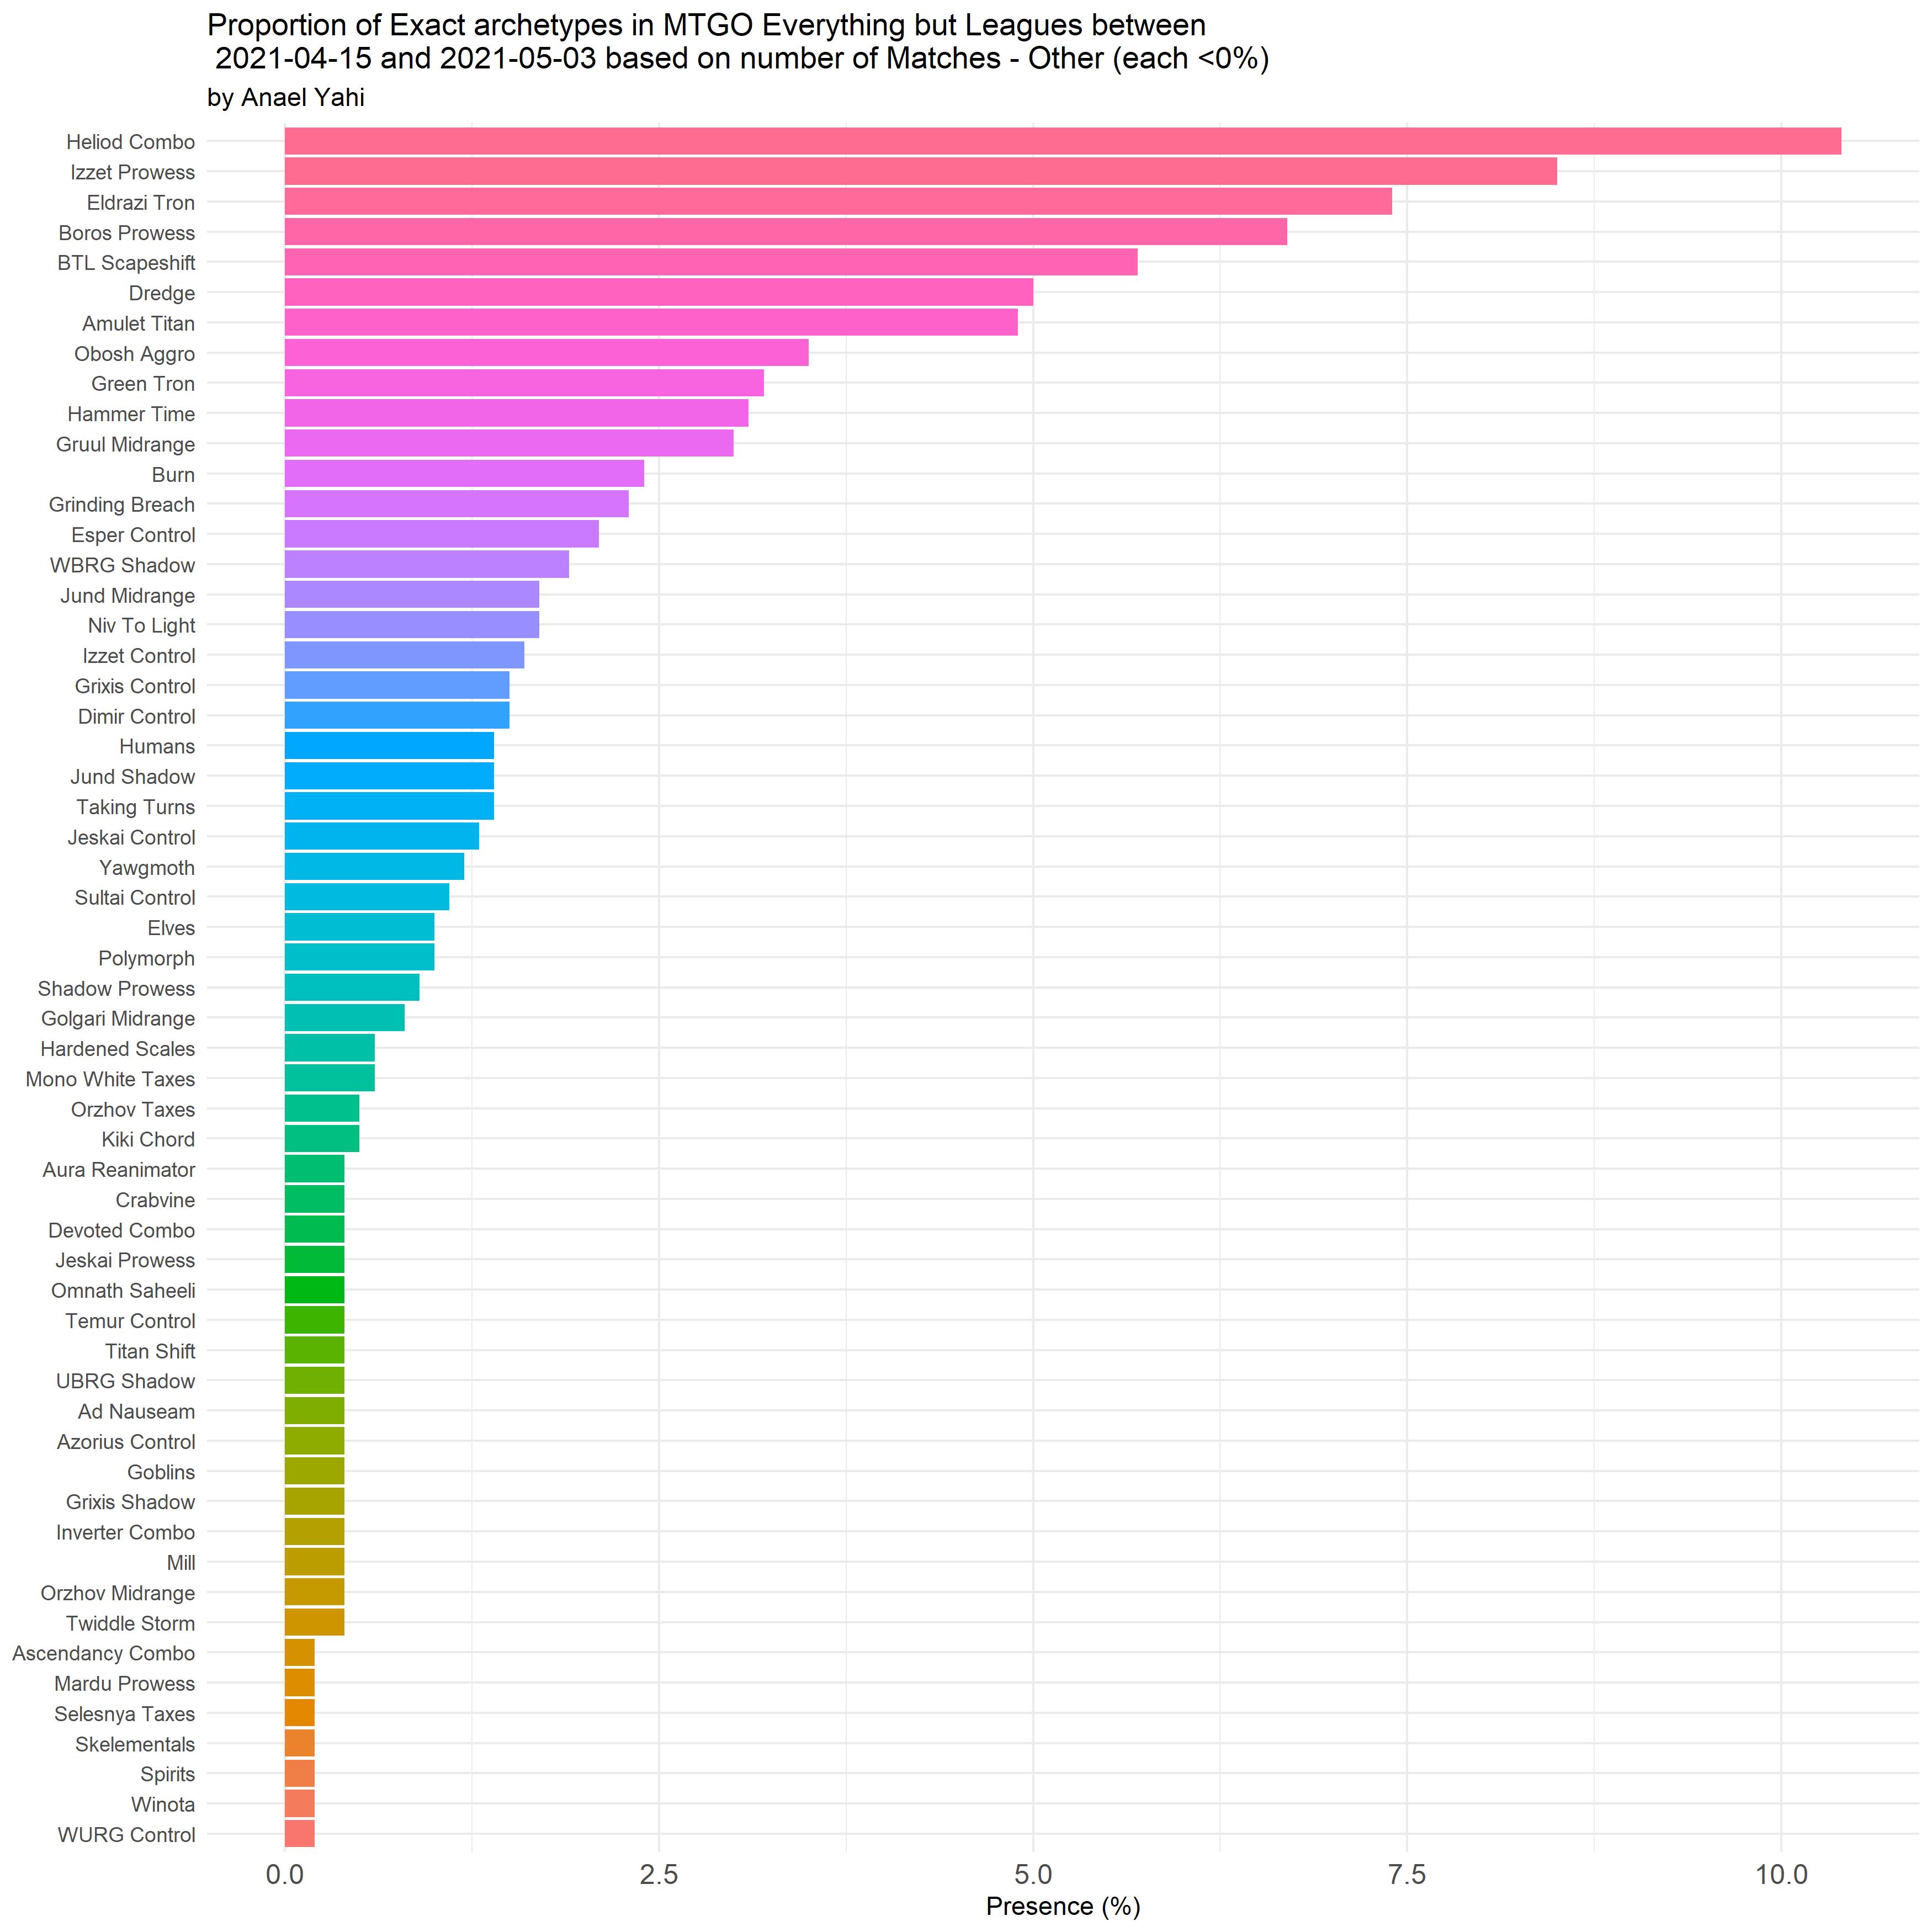 Proportion of Exact archetypes in MTGO Everything but Leagues between
2021-04-15 and 2021-05-03 based on number of Matches - Other (each <0%)
by Anael Yahi
Heliod Combo
Izzet Prowess
Eldrazi Tron
Boros Prowess
BTL Scapeshift
Dredge
Amulet Titan
Obosh Aggro
Green Tron
Hammer Time
Gruul Midrange
Burn
Grinding Breach
Esper Control
WBRG Shadow
Jund Midrange
Niv To Light
Izzet Control
Grixis Control
Dimir Control
Humans
Jund Shadow
Taking Turns
Jeskai Control
Yawgmoth
Sultai Control
Elves
Polymorph
Shadow Prowess
Golgari Midrange
Hardened Scales
Mono White Taxes
Orzhov Taxes
Kiki Chord
Aura Reanimator
Crabvine
Devoted Combo
Jeskai Prowess
Omnath Saheeli
Temur Control
Titan Shift
UBRG Shadow
Ad Nauseam
Azorius Control
Goblins
Grixis Shadow
Inverter Combo
Mill
Orzhov Midrange
Twiddle Storm
Ascendancy Combo
Mardu Prowess
Selesnya Taxes
Skelementals
Spirits
Winota
WURG Control
0.0 2.5 5.0 7.5 10.0
Presence (%)